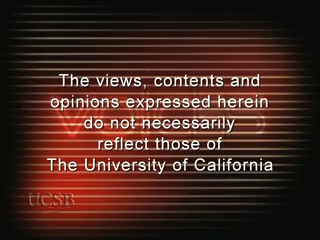 The views, contents and
opinions expressed herein
do not necessarily
reflect those of
The University of California
UCSB